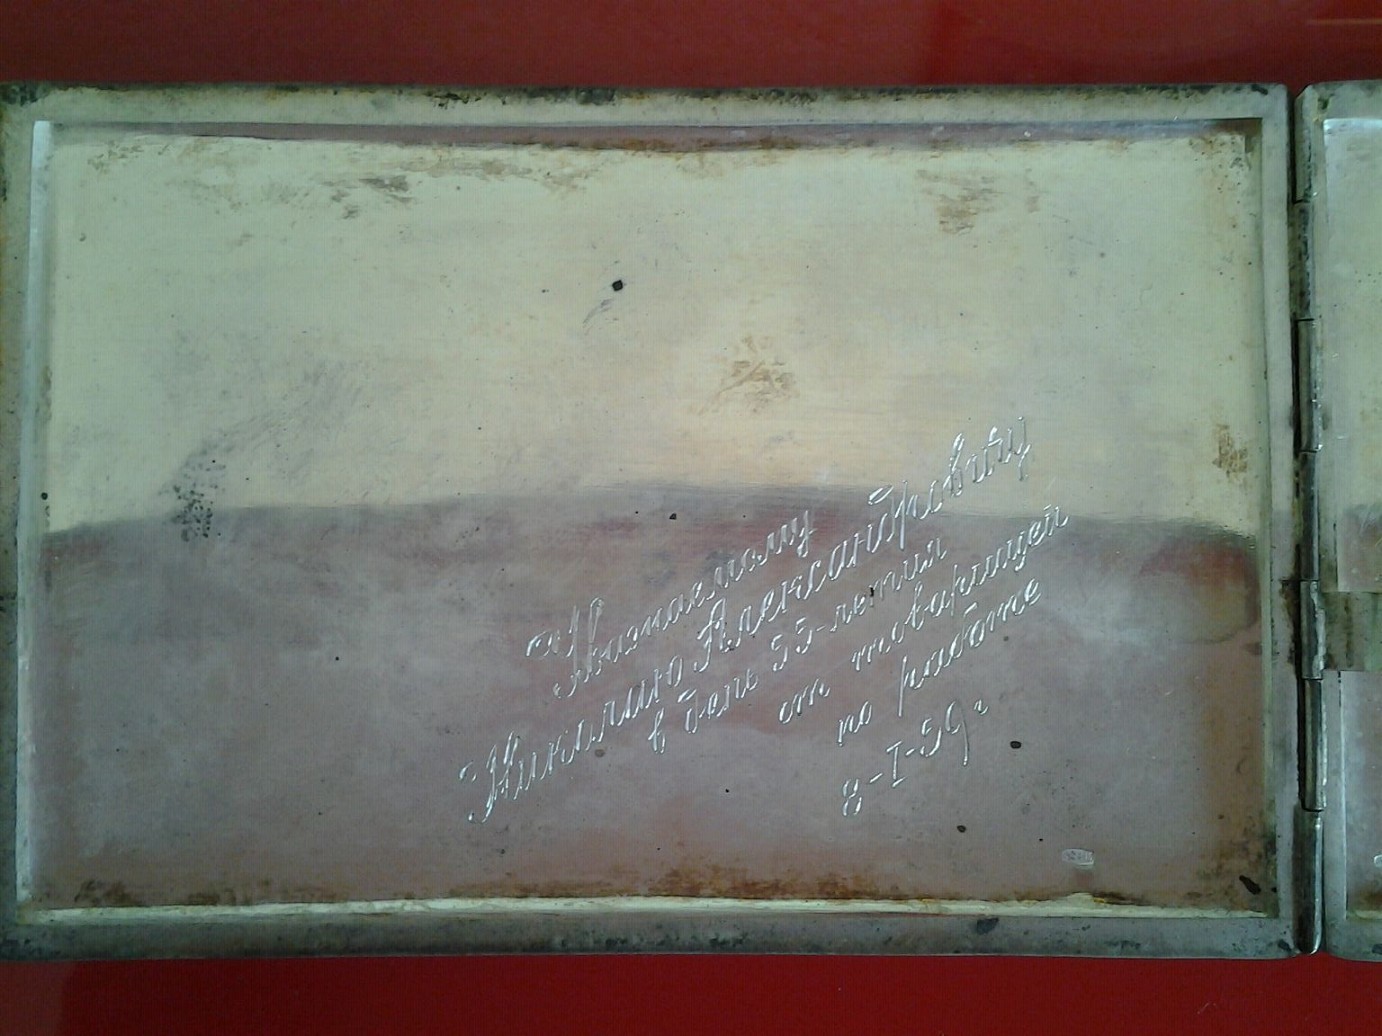 Уважаемому
Николаю Александровичу
в день 55-летия
от товарищей
по работе
8-I-59 г